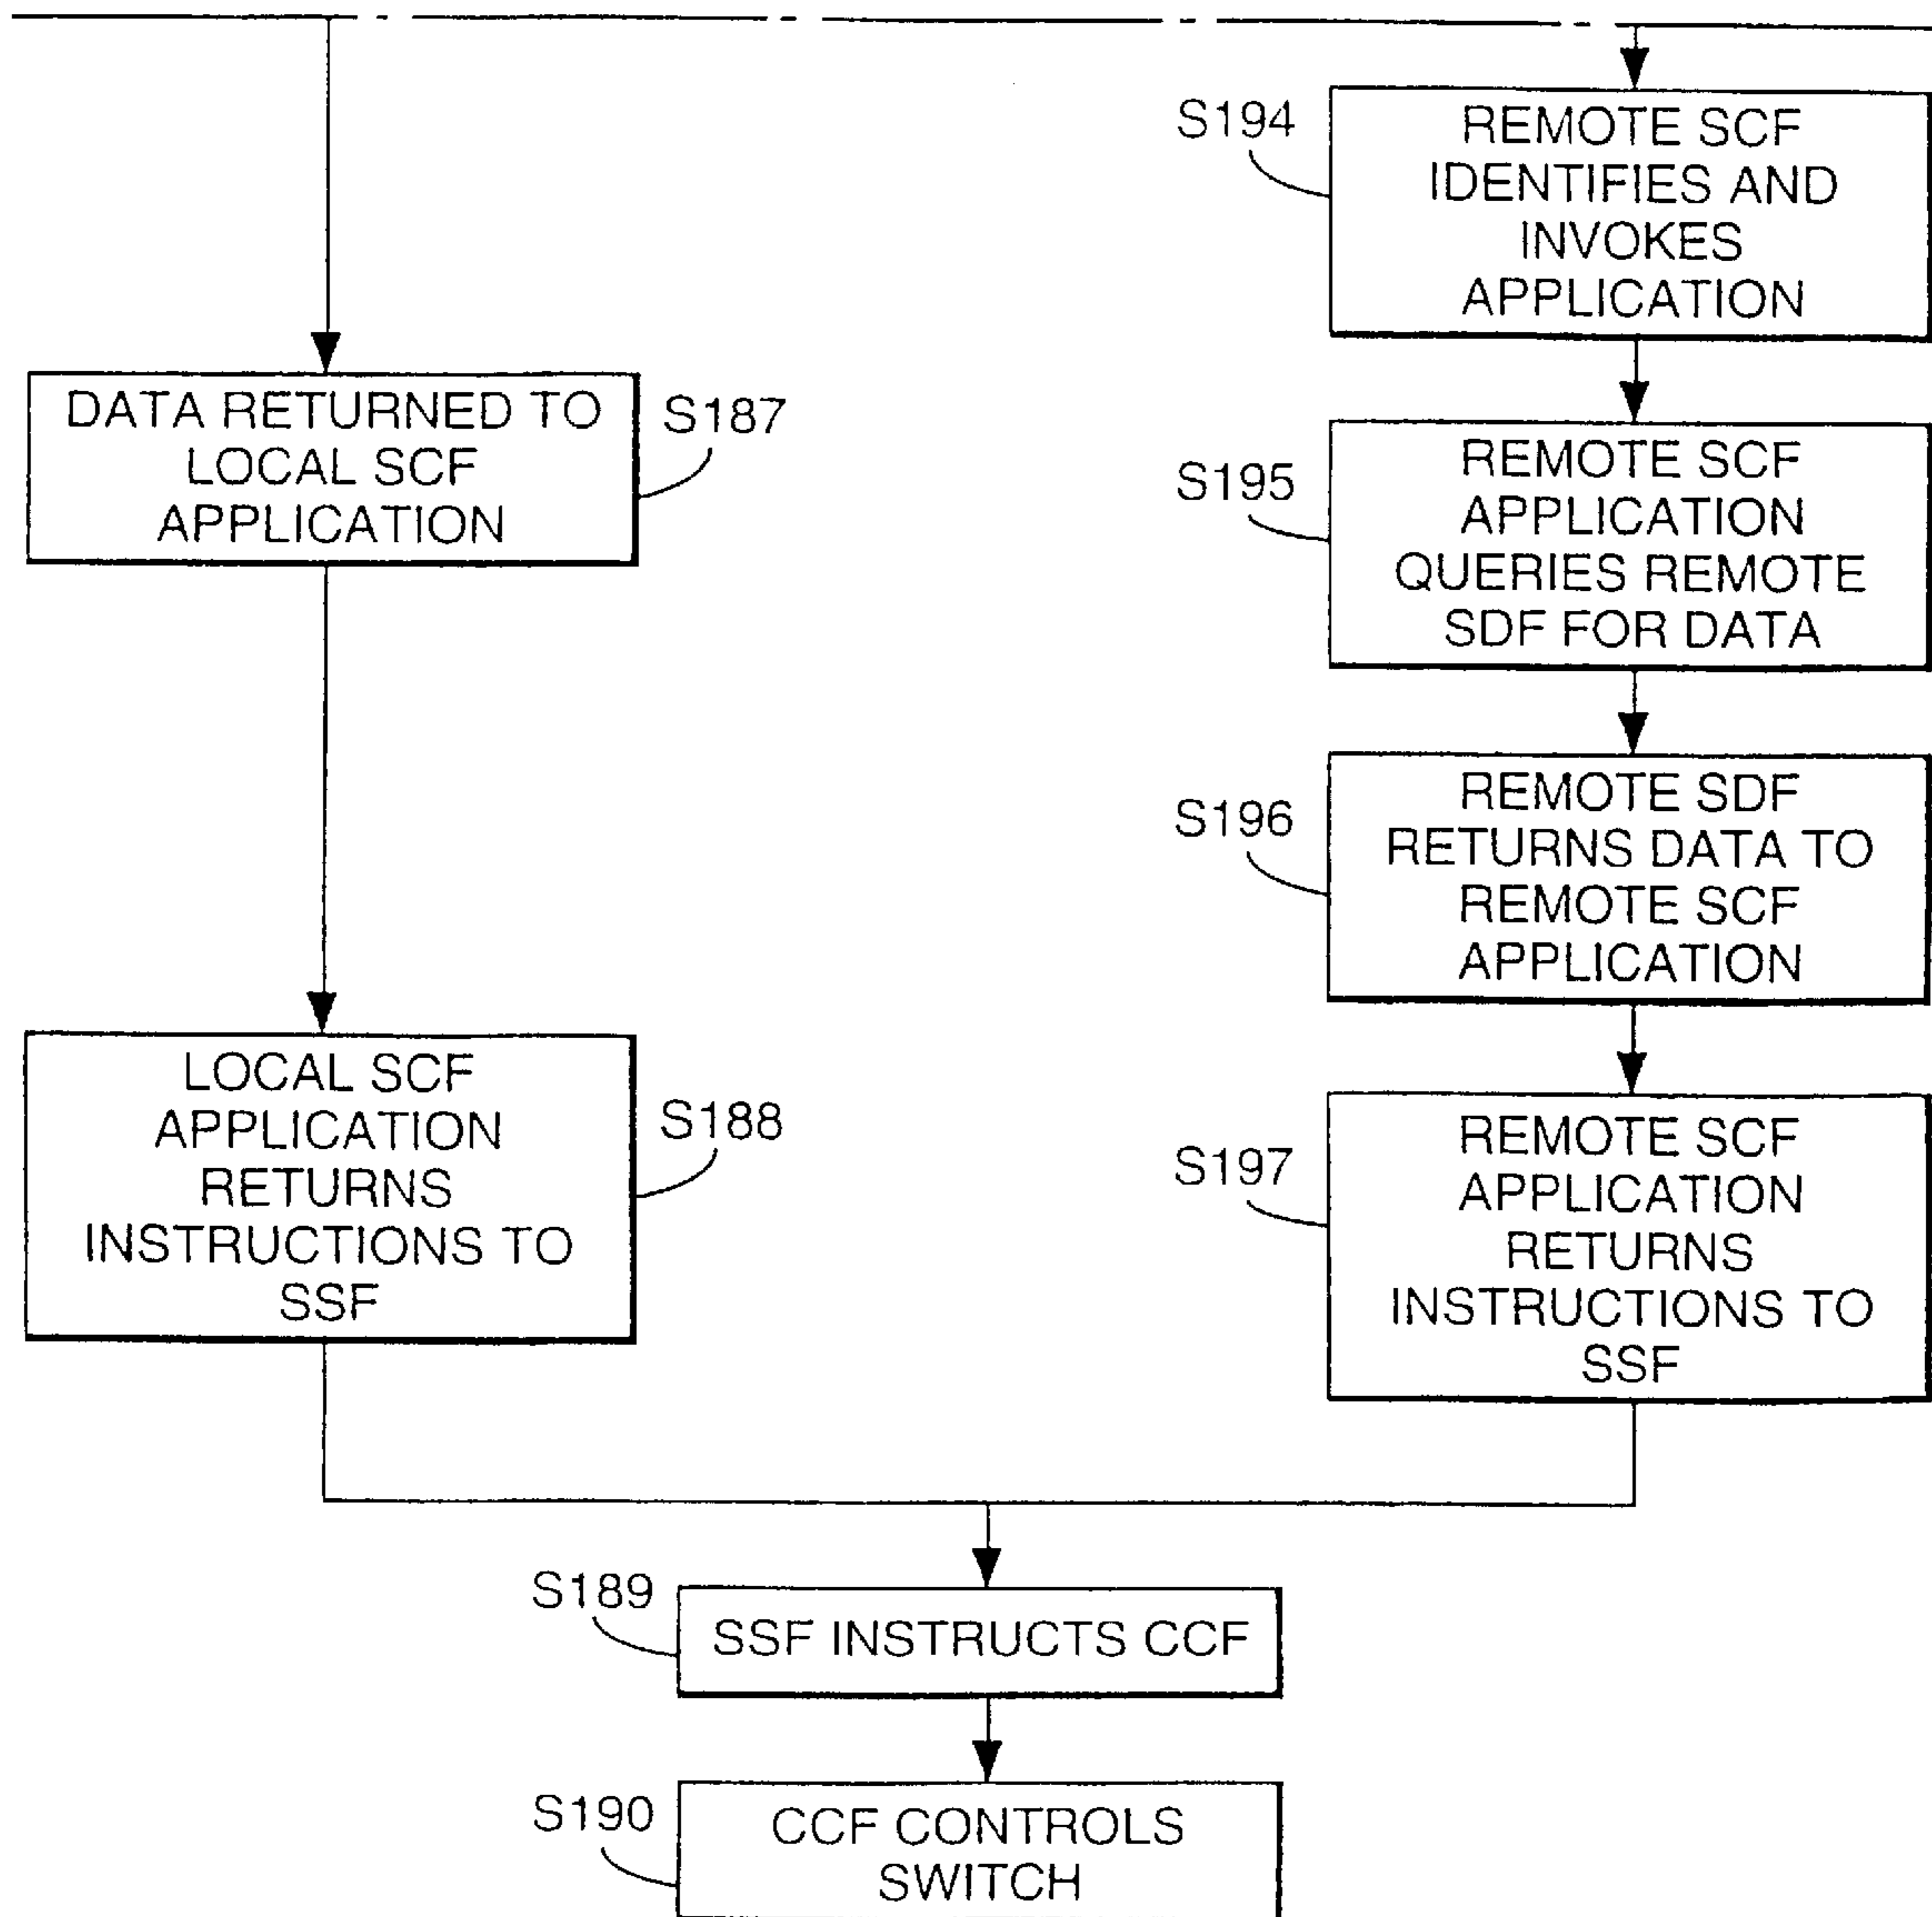 S194
REMOTE SCF
IDENTIFIES AND
INVOKES
APPLICATION
DATA RETURNED TO
LOCAL SCF
APPLICATION
S187
S195
REMOTE SCF
APPLICATION
QUERIES REMOTE
SDF FOR DATA
S196
REMOTE SDF
RETURNS DATA TO
REMOTE SCF
APPLICATION
LOCAL SCF
APPLICATION
RETURNS
INSTRUCTIONS TO
SSF
S188
S197
REMOTE SCF
APPLICATION
RETURNS
INSTRUCTIONS TO
SSF
S189
SSF INSTRUCTS CCF
S190
CCF CONTROLS
SWITCH